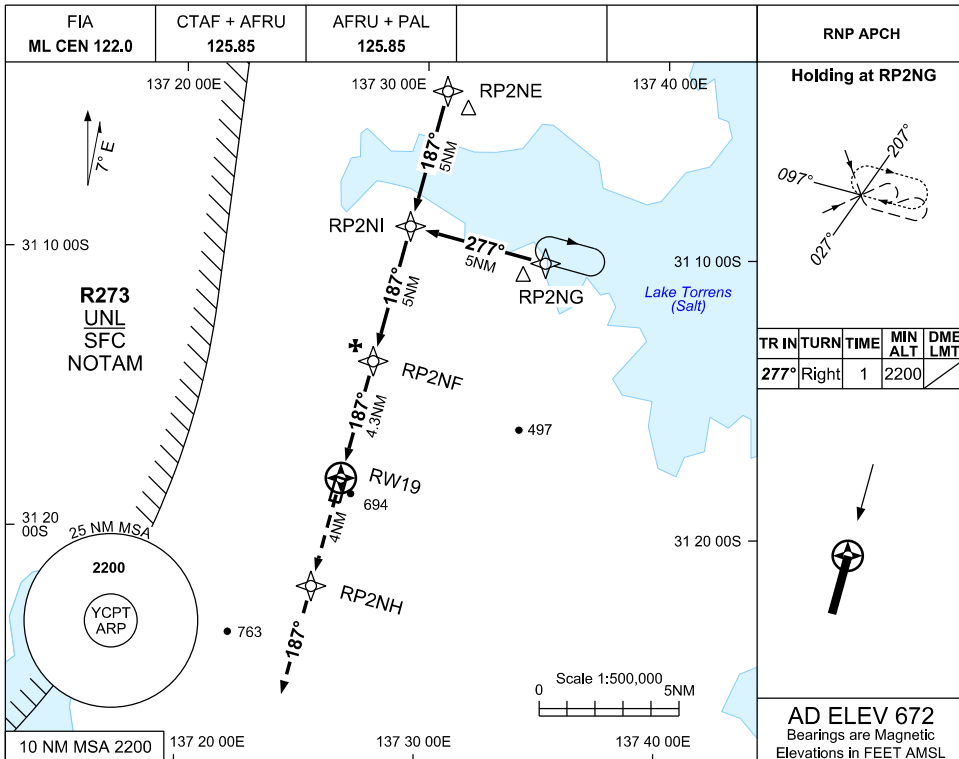 FIA
ML CEN 122.0
CTAF + AFRU
125.85
AFRU + PAL
125.85
RNP APCH
137 20 00E
137 30 00E
137 40 00E
Holding at RP2NG
7° E
RP2NE
187°
5NM
207°
097°
027°
RP2NI
277°
5NM
RP2NG
31 10 00S
31 10 00S
Lake Torrens
(Salt)
R273
UNL
SFC
NOTAM
187°
5NM
TR IN TURN TIME MIN ALT DME LMT
277° Right 1 2200
RP2NF
187°
4.3NM
497
RW19
694
31 20
00S
25 NM MSA
2200
YCPT
ARP
4NM
31 20 00S
RP2NH
763
187°
Scale 1:500,000
0 5NM
10 NM MSA 2200
137 20 00E
137 30 00E
137 40 00E
AD ELEV 672
Bearings are Magnetic
Elevations in FEET AMSL